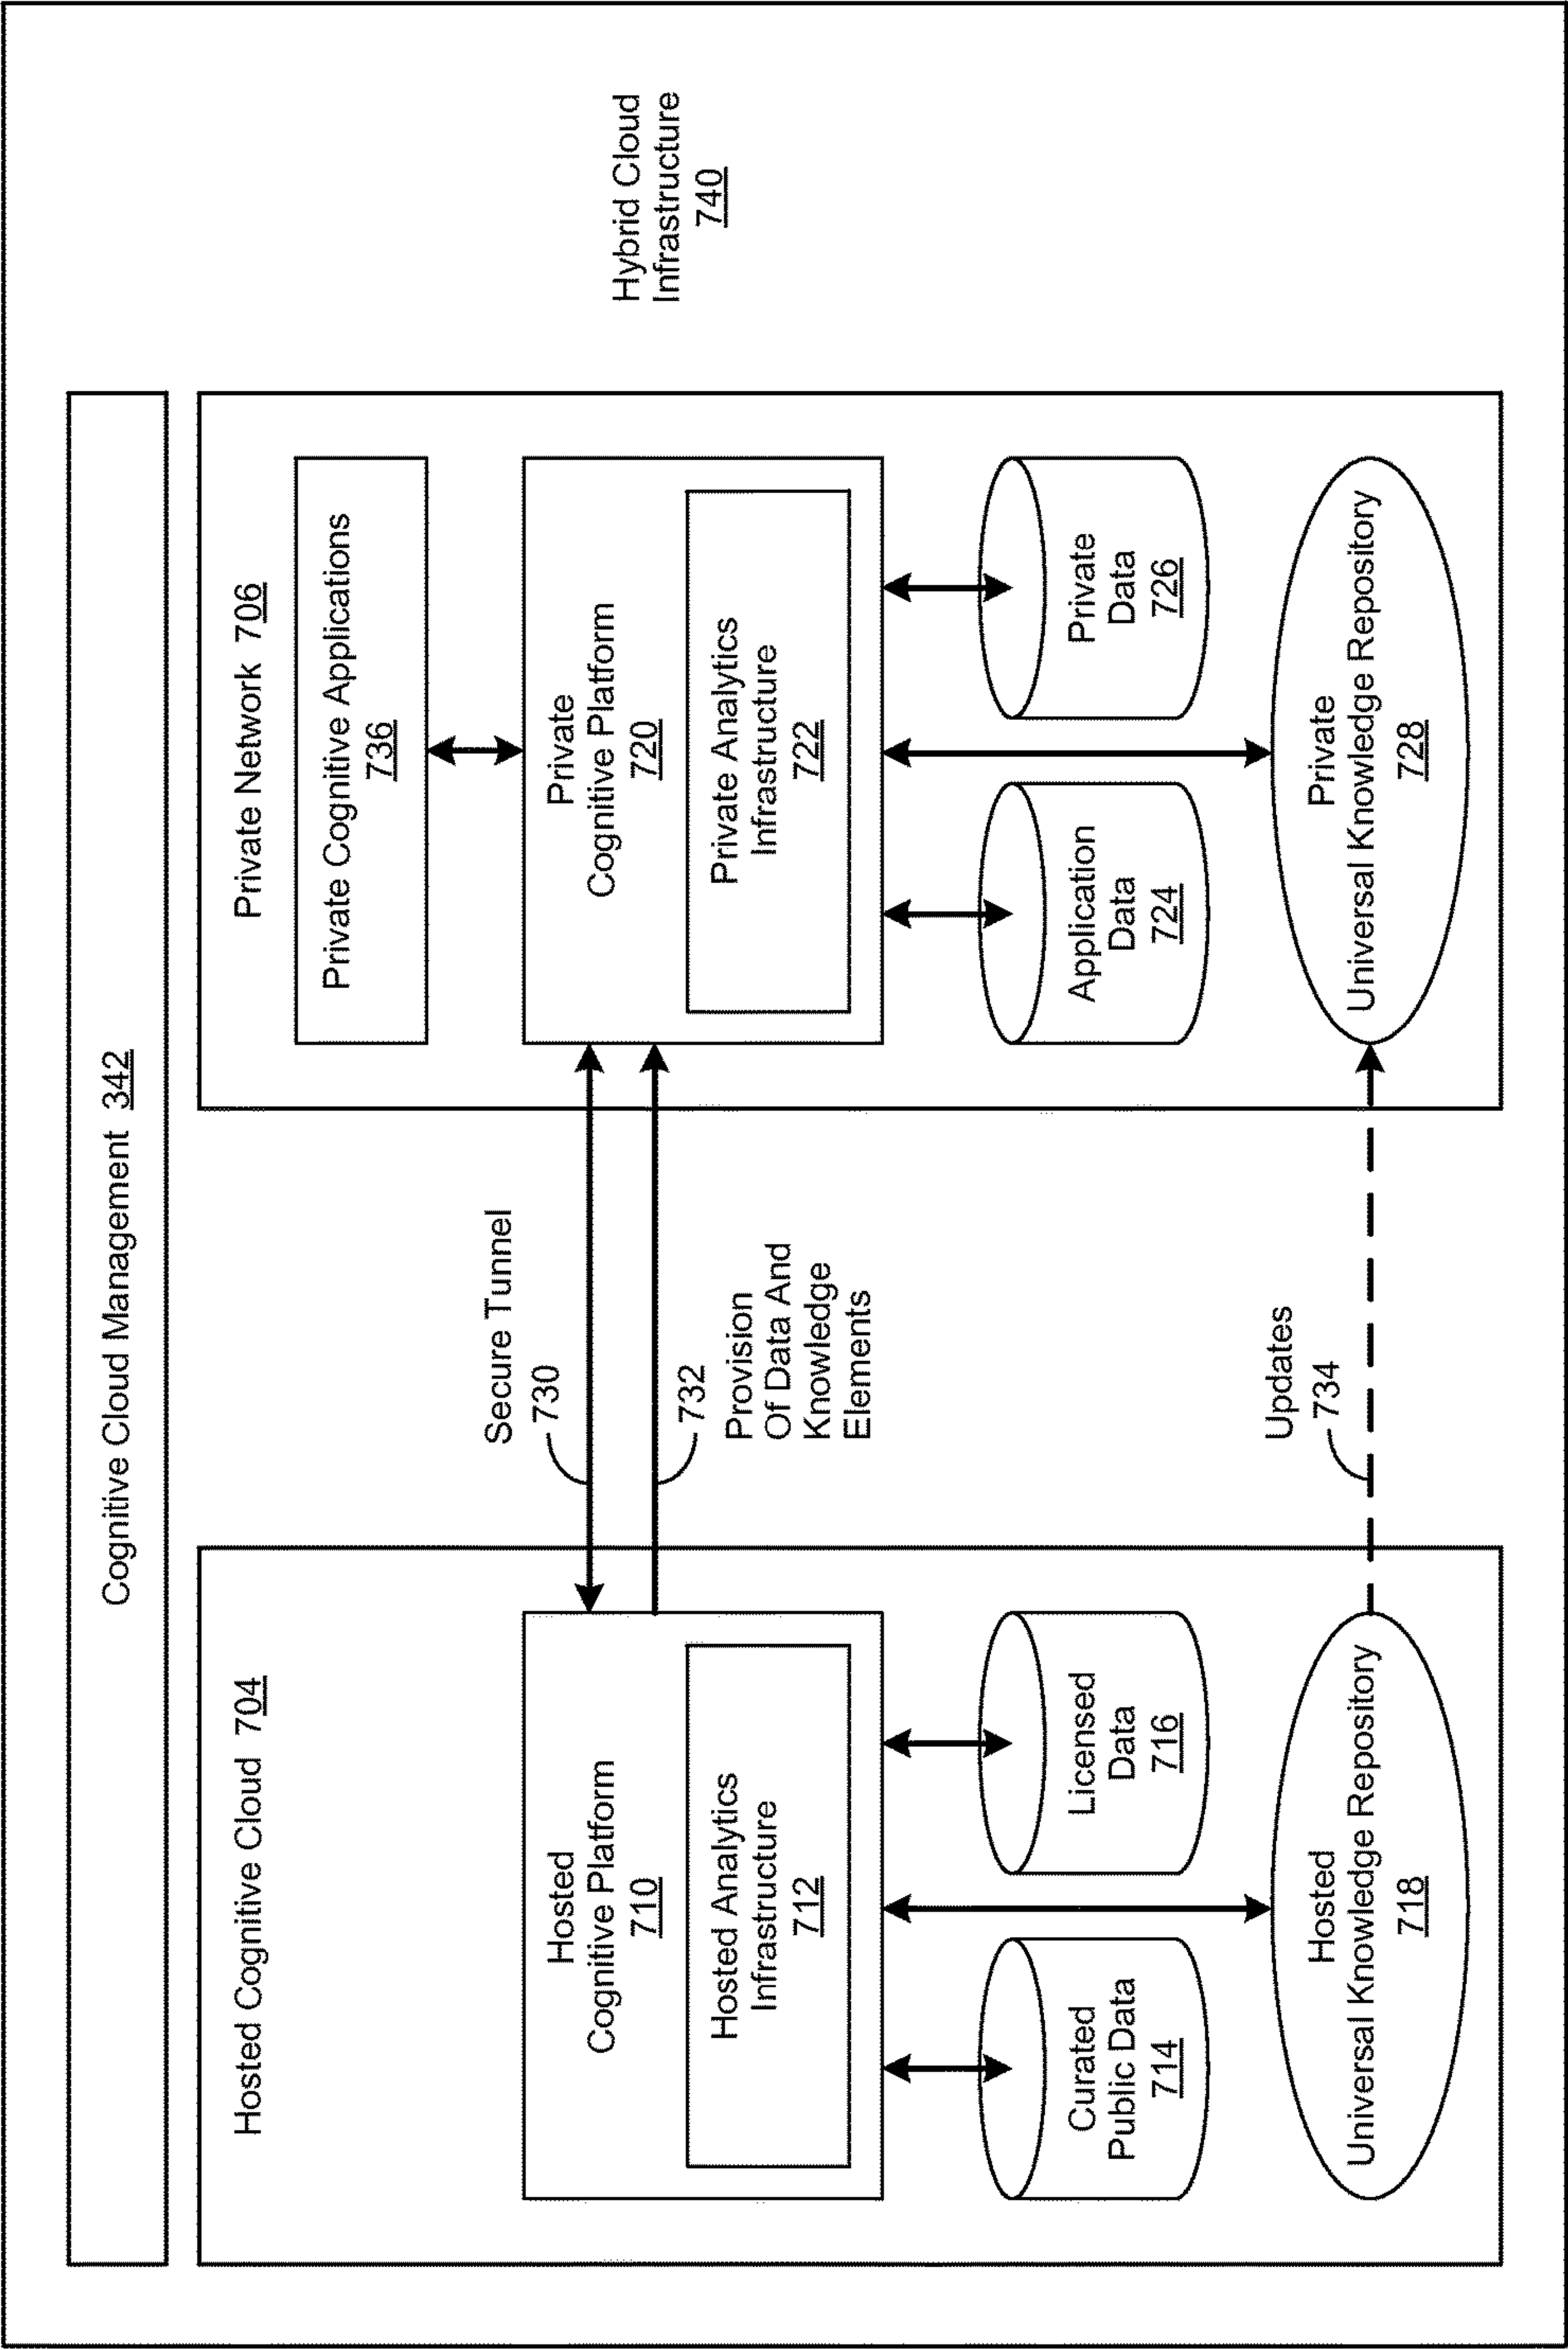 Cognitive Cloud Management 342
Hosted Cognitive Cloud 704
Hosted
Cognitive Platform
710
Hosted Analytics
Infrastructure
712
Curated
Public Data
714
Licensed
Data
716
Hosted
Universal Knowledge Repository
718
Secure Tunnel
730
732
Provision
Of Data And
Knowledge
Elements
Updates
734
Private Network 706
Private Cognitive Applications
736
Private
Cognitive Platform
720
Private Analytics
Infrastructure
722
Application
Data
724
Private
Data
726
Private
Universal Knowledge Repository
728
Hybrid Cloud
Infrastructure
740